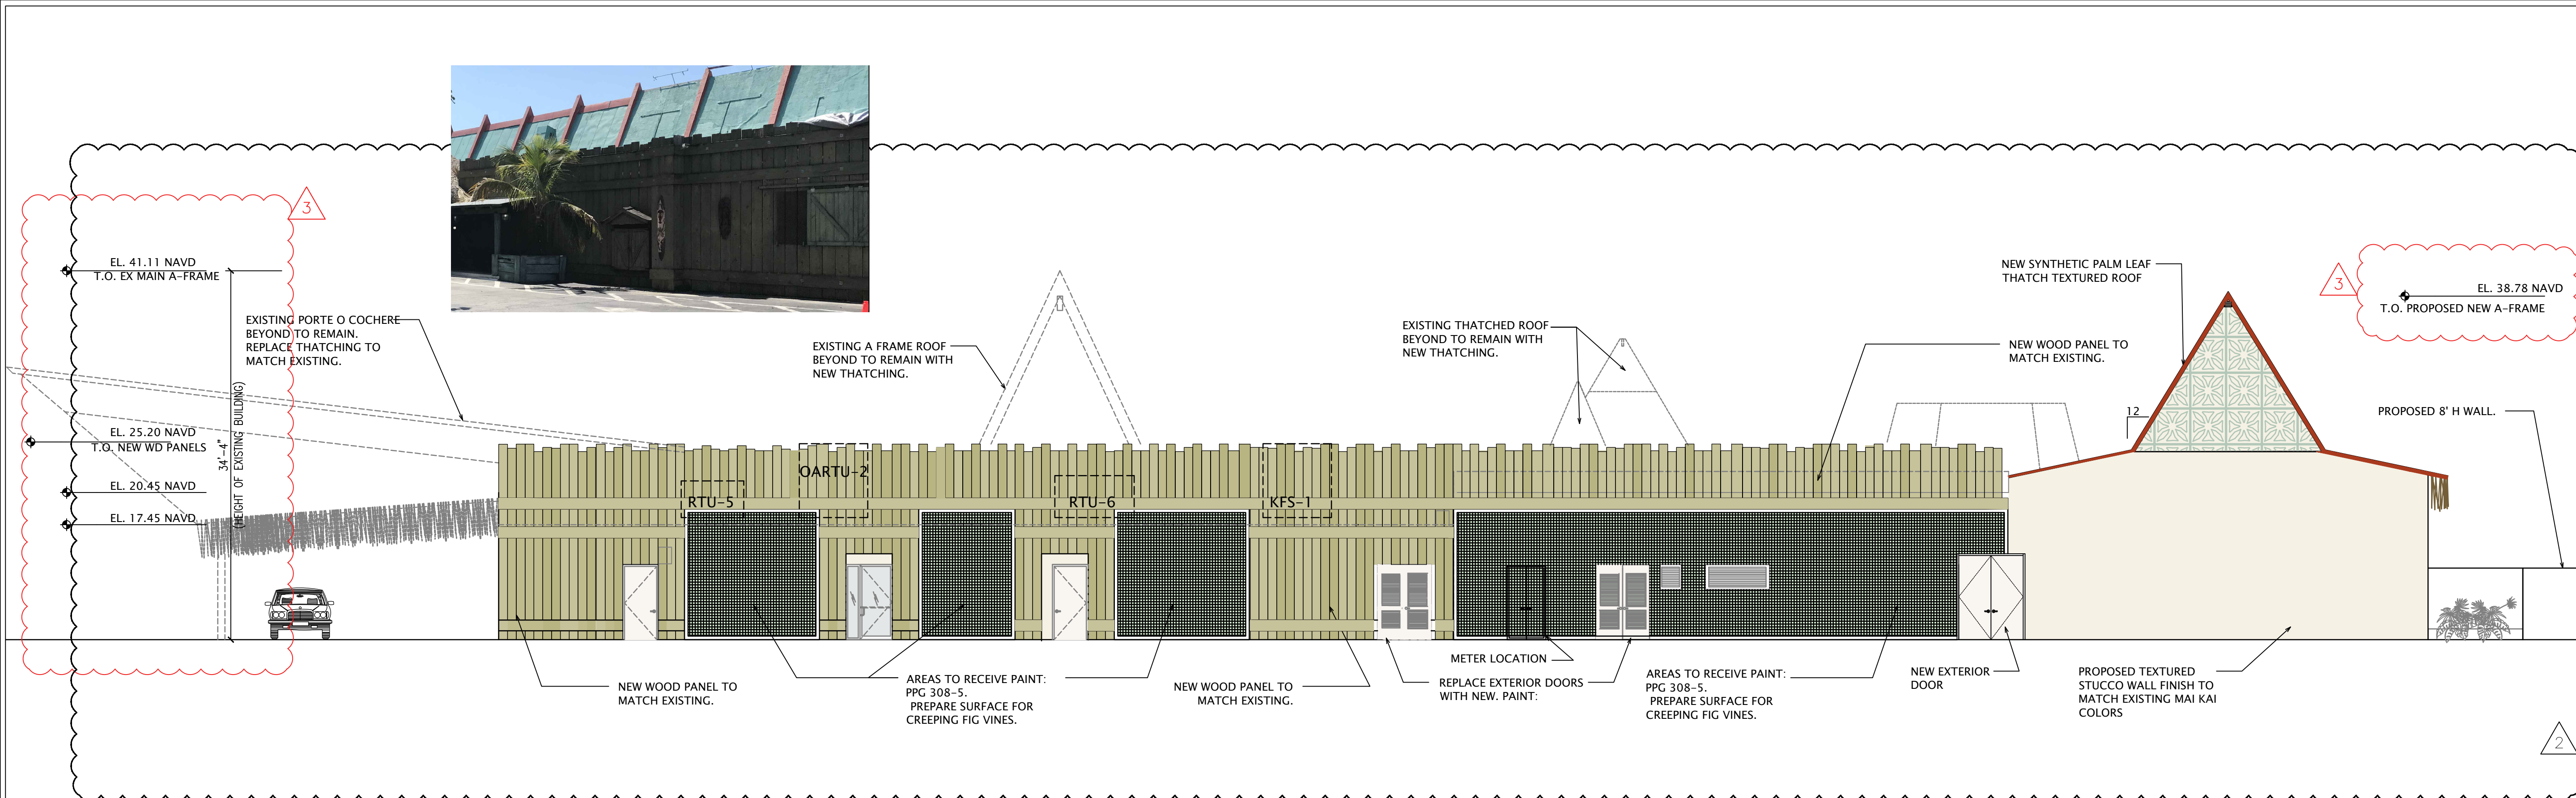 3
EL. 41.11 NAVD
T.O. EX MAIN A-FRAME
EXISTING PORTE O COCHERE
BEYOND TO REMAIN.
REPLACE THATCHING TO
MATCH EXISTING.
EL. 25.20 NAVD
T.O. NEW WD PANELS
34'-4"
(HEIGHT OF EXISTING BUILDING)
EL. 20.45 NAVD
EL. 17.45 NAVD
EXISTING A FRAME ROOF
BEYOND TO REMAIN WITH
NEW THATCHING.
EXISTING THATCHED ROOF
BEYOND TO REMAIN WITH
NEW THATCHING.
NEW SYNTHETIC PALM LEAF
THATCH TEXTURED ROOF
NEW WOOD PANEL TO
MATCH EXISTING.
3
EL. 38.78 NAVD
T.O. PROPOSED NEW A-FRAME
12
PROPOSED 8' H WALL.
RTU-5
OARTU-2
RTU-6
KFS-1
NEW WOOD PANEL TO
MATCH EXISTING.
AREAS TO RECEIVE PAINT:
PPG 308-5.
PREPARE SURFACE FOR
CREEPING FIG VINES.
NEW WOOD PANEL TO
MATCH EXISTING.
METER LOCATION
REPLACE EXTERIOR DOORS
WITH NEW. PAINT:
AREAS TO RECEIVE PAINT:
PPG 308-5.
PREPARE SURFACE FOR
CREEPING FIG VINES.
NEW EXTERIOR
DOOR
PROPOSED TEXTURED
STUCCO WALL FINISH TO
MATCH EXISTING MAI KAI
COLORS
2